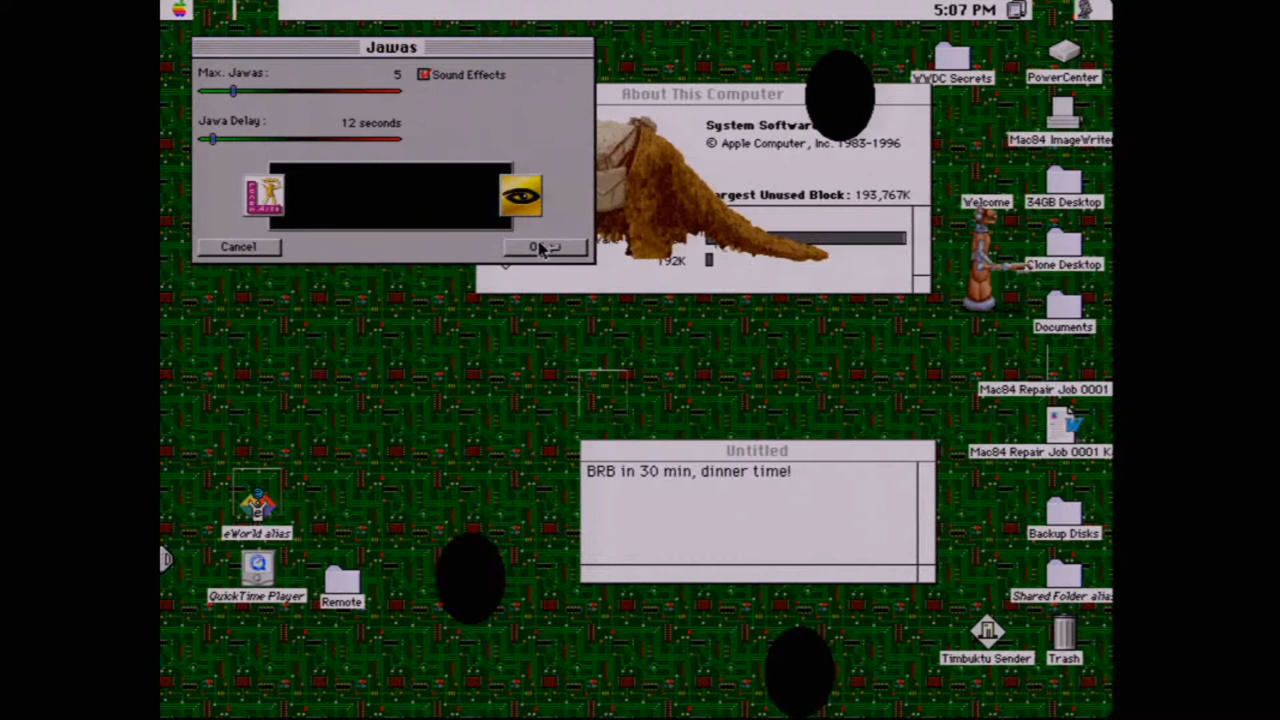 5:07 PM
Jawas
Max. Jawas: 5
Sound Effects
Jawa Delay: 12 seconds
Cancel
About This Computer
System Software
© Apple Computer, Inc. 1983-1996
Largest Unused Block: 193,767K
192K
WWDC Secrets
PowerCenter
Mac84 ImageWriter
Welcome
34GB Desktop
Clone Desktop
Documents
Mac84 Repair Job 0001
Mac84 Repair Job 0001 K
Untitled
BRB in 30 min, dinner time!
eWorld alias
QuickTime Player
Remote
Backup Disks
Shared Folder alias
Timbuktu Sender
Trash